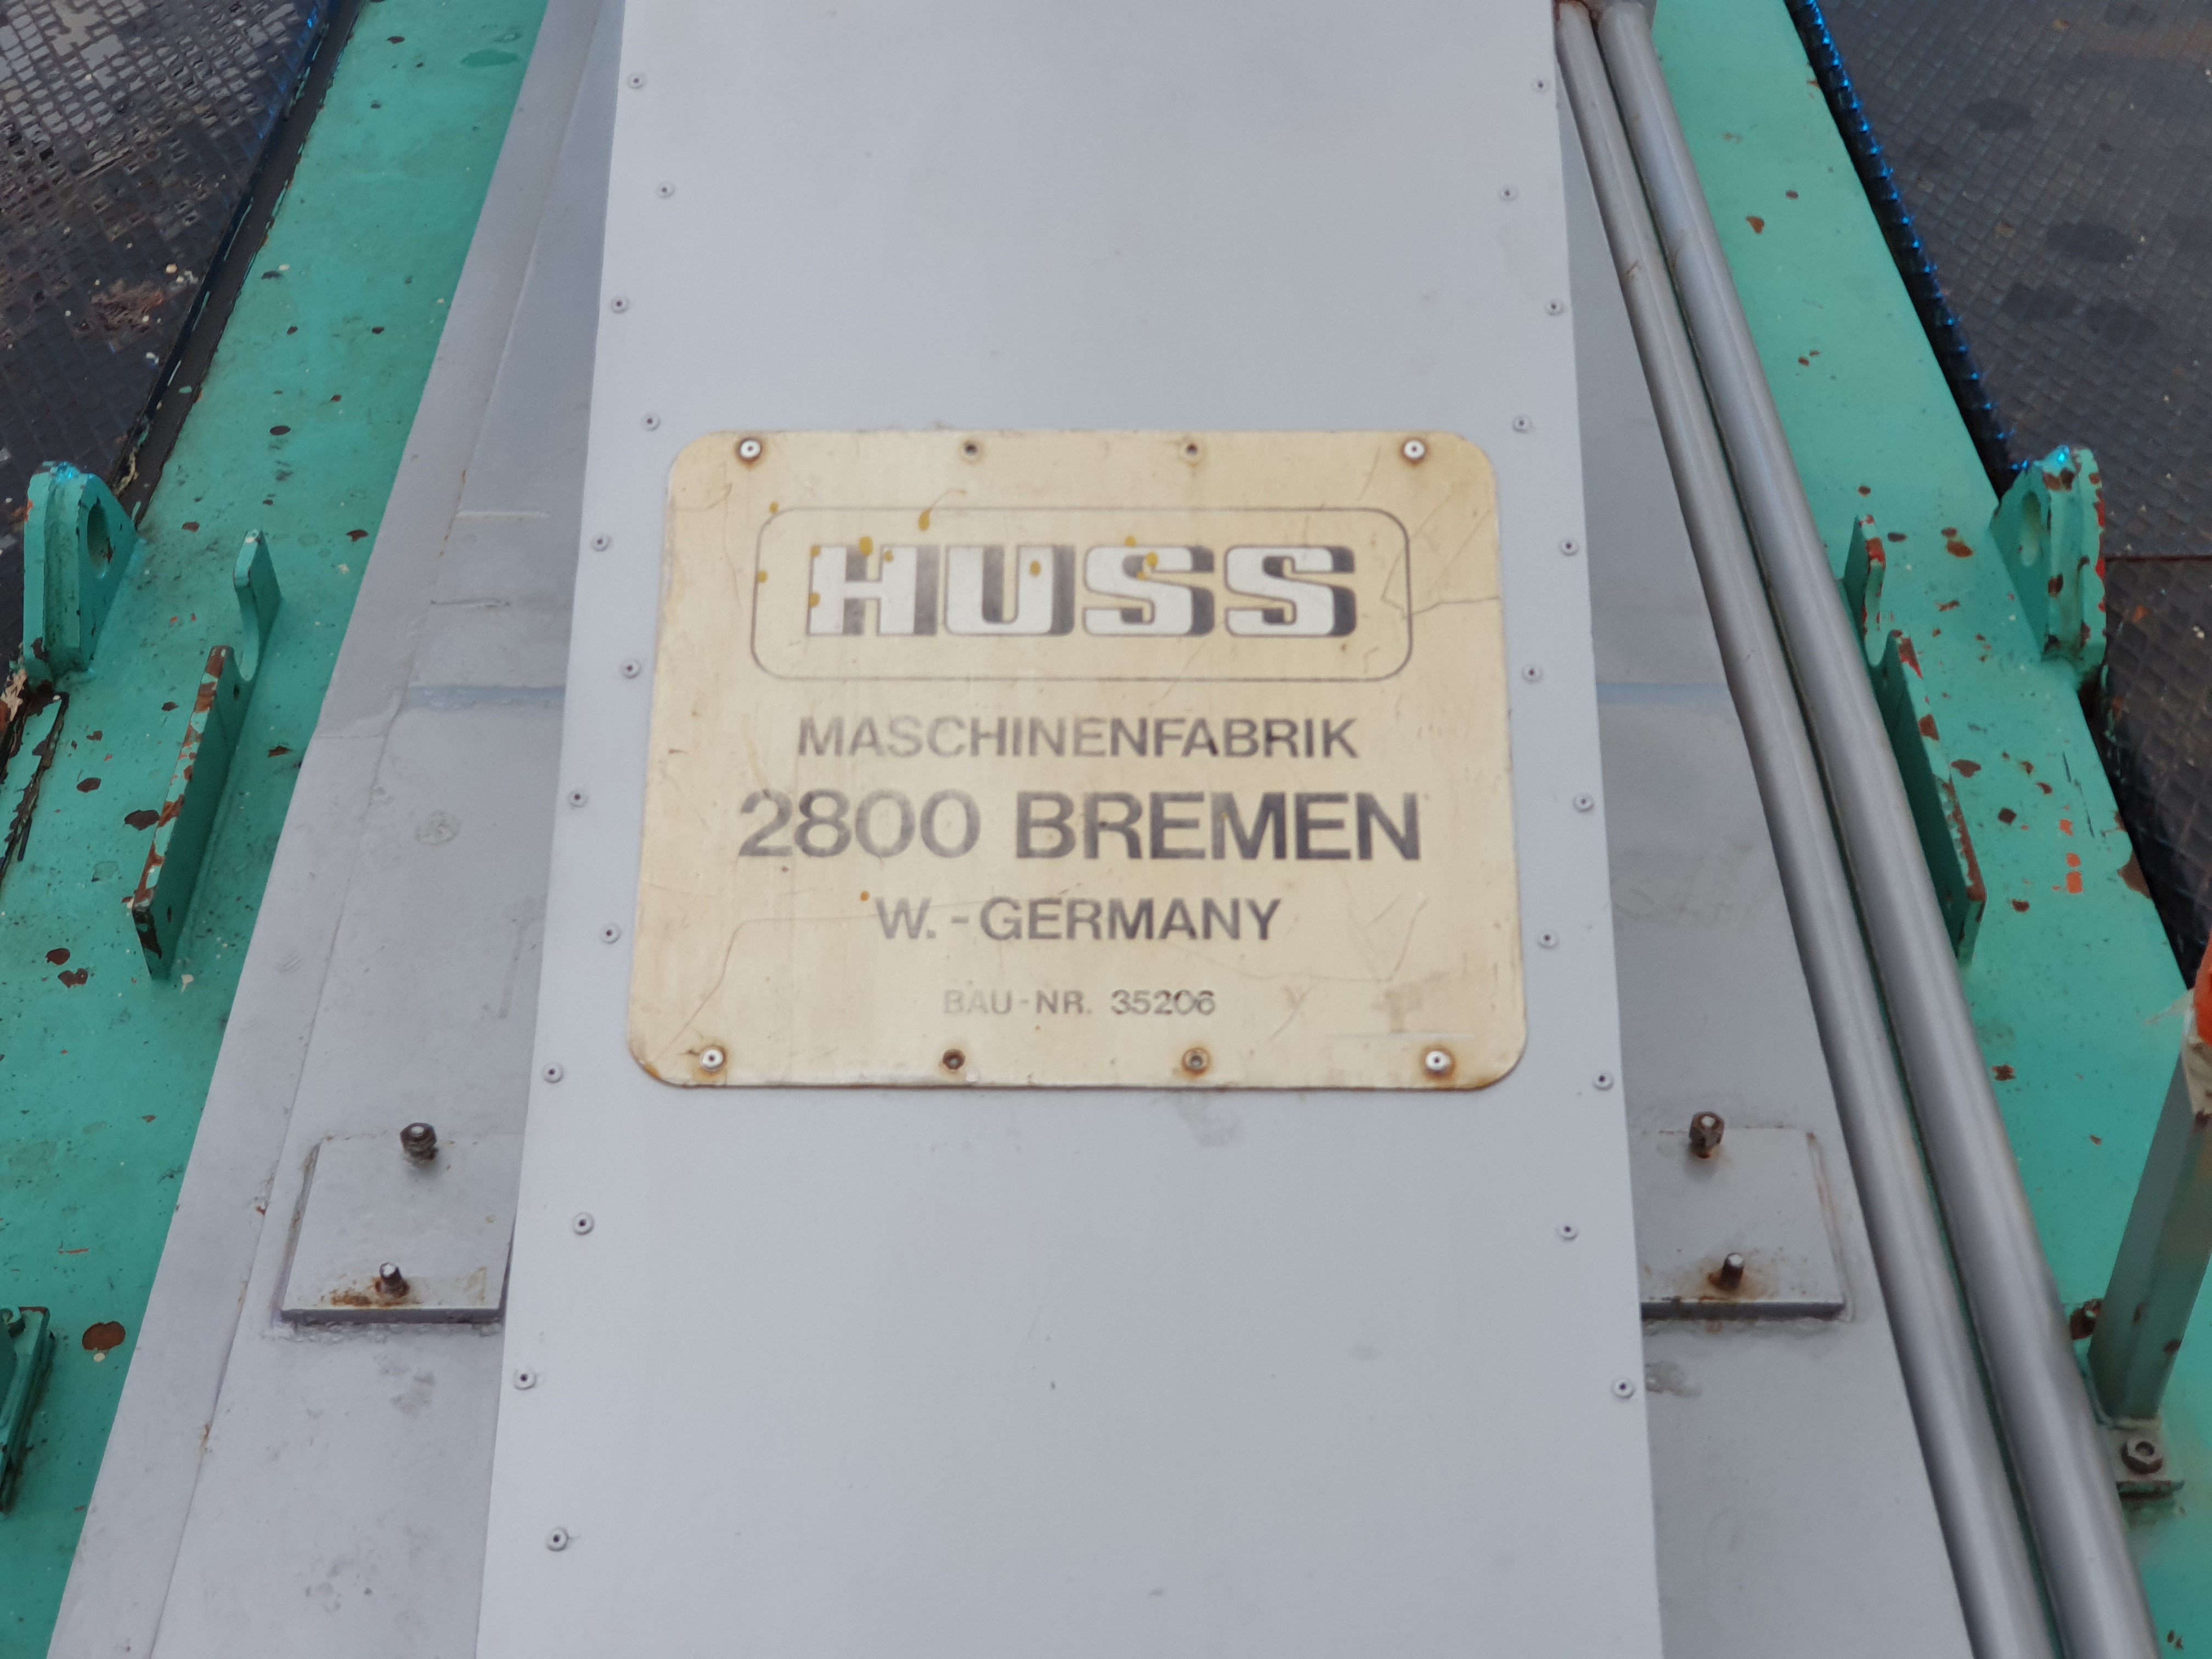 HUSS
MASCHINENFABRIK
2800 BREMEN
W.-GERMANY
BAU-NR. 35206